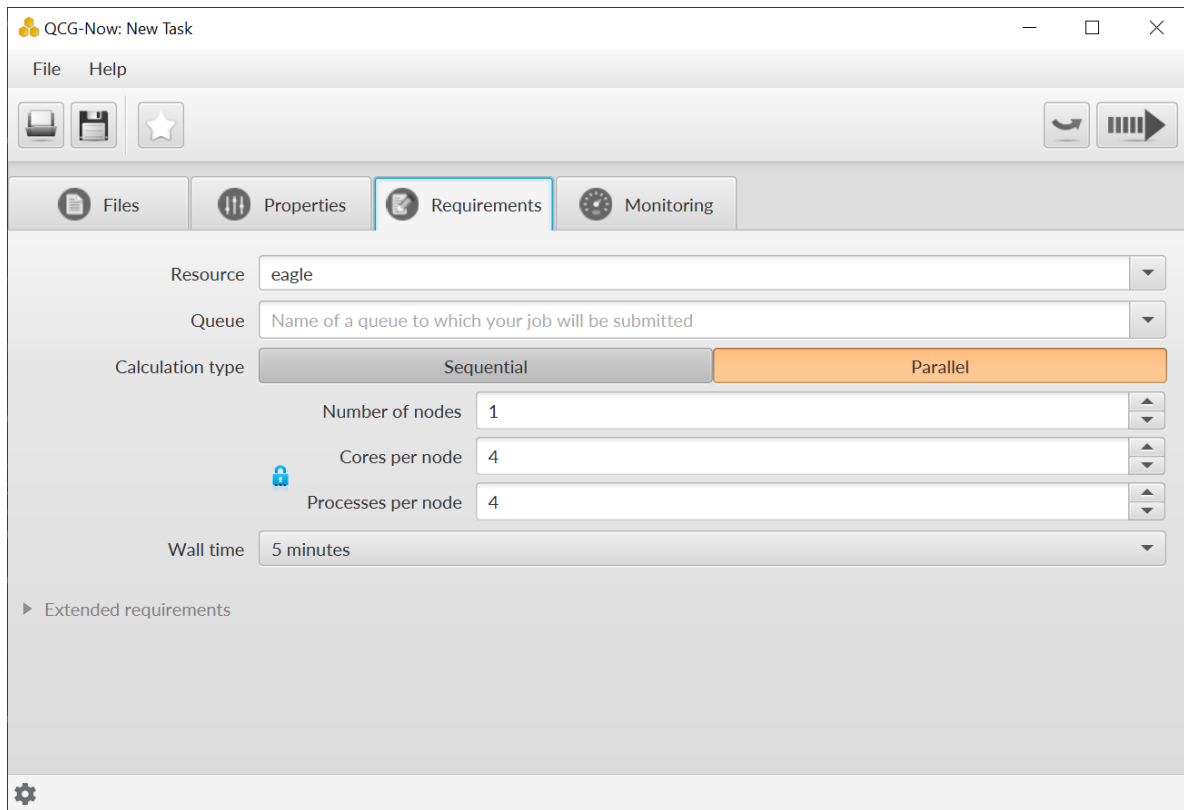 QCG-Now: New Task
File Help
Files Properties Requirements Monitoring
Resource eagle
Queue Name of a queue to which your job will be submitted
Calculation type Sequential Parallel
Number of nodes 1
Cores per node 4
Processes per node 4
Wall time 5 minutes
Extended requirements